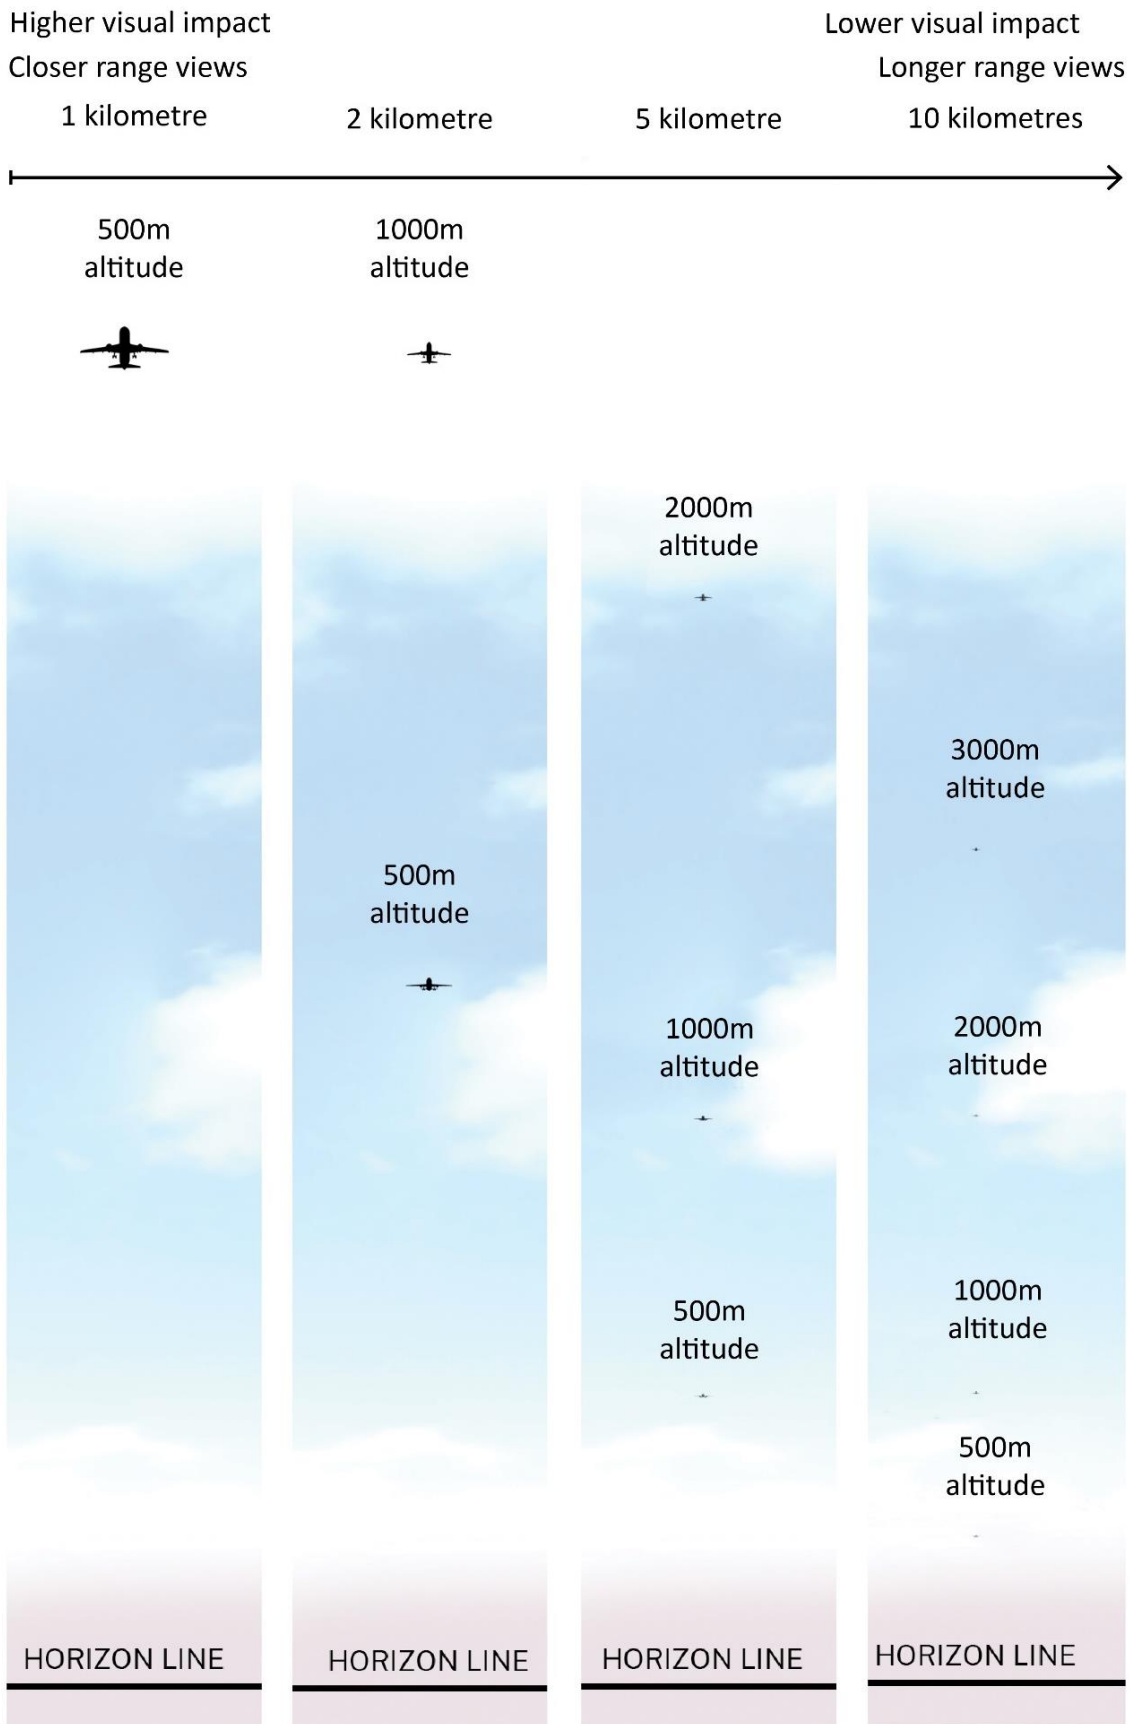 Higher visual impact
Lower visual impact
Closer range views
Longer range views
1 kilometre
2 kilometre
5 kilometre
10 kilometres
500m
altitude
1000m
altitude
500m
altitude
2000m
altitude
1000m
altitude
500m
altitude
3000m
altitude
2000m
altitude
1000m
altitude
500m
altitude
HORIZON LINE
HORIZON LINE
HORIZON LINE
HORIZON LINE